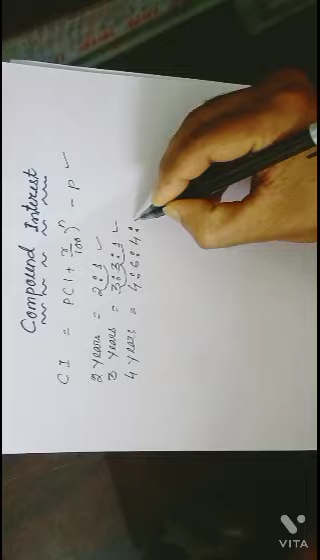 Compound Interest
CI = P(1 + r/100)ⁿ - P ✓
2 years = 2:1 ✓
3 years = 3:3:1 ✓
4 years = 4:6:4:
VITA